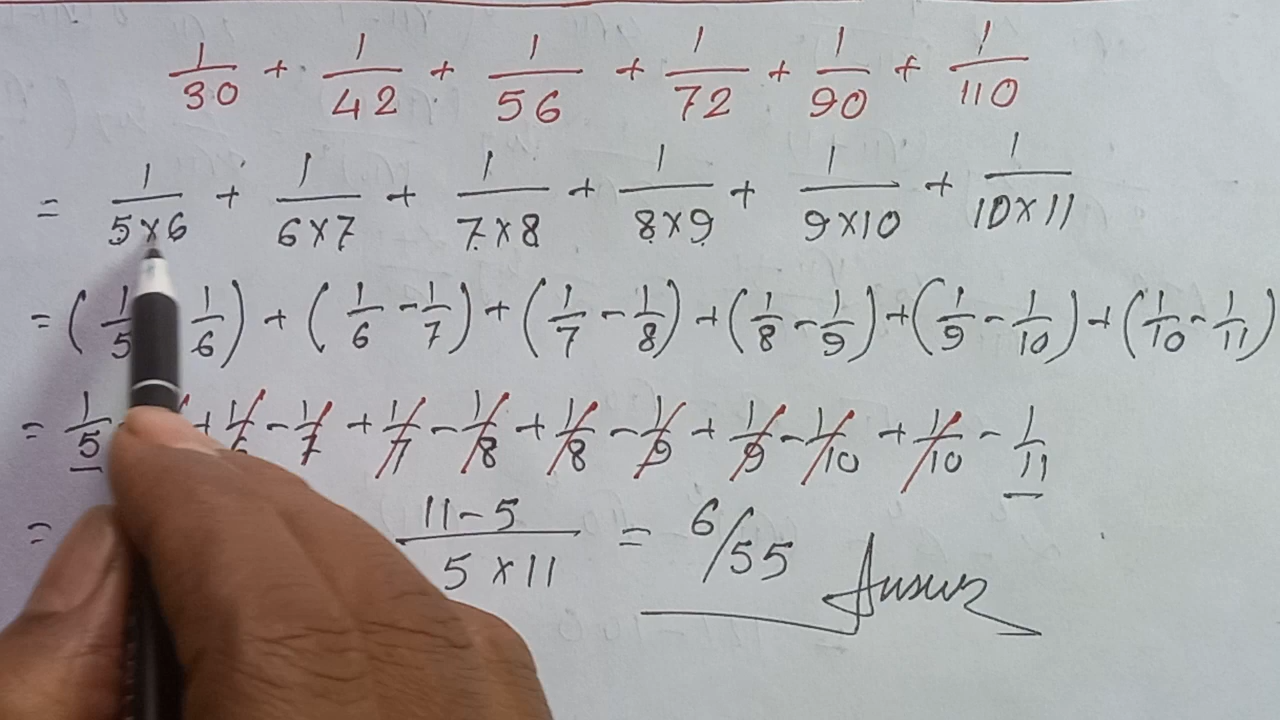 1/30 + 1/42 + 1/56 + 1/72 + 1/90 + 1/110
= 1/5×6 + 1/6×7 + 1/7×8 + 1/8×9 + 1/9×10 + 1/10×11
= (1/5 1/6) + (1/6 - 1/7) + (1/7 - 1/8) + (1/8 - 1/9) + (1/9 - 1/10) + (1/10 - 1/11)
= 1/5 - + 1/6 - 1/7 + 1/7 - 1/8 + 1/8 - 1/9 + 1/9 - 1/10 + 1/10 - 1/11
= 11-5/5×11 = 6/55 Answer